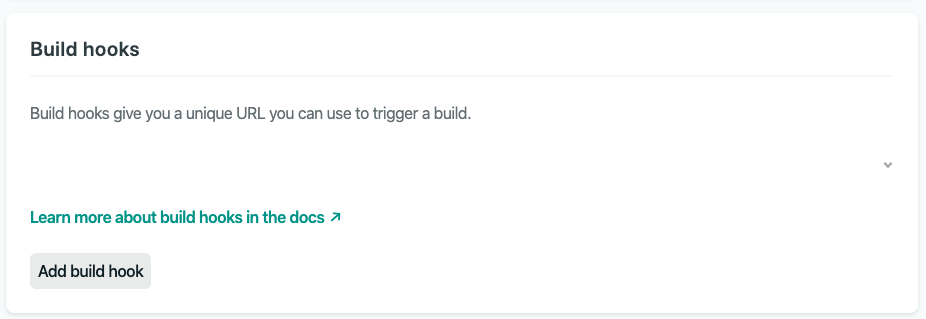 Build hooks
Build hooks give you a unique URL you can use to trigger a build.
Learn more about build hooks in the docs ↗
Add build hook